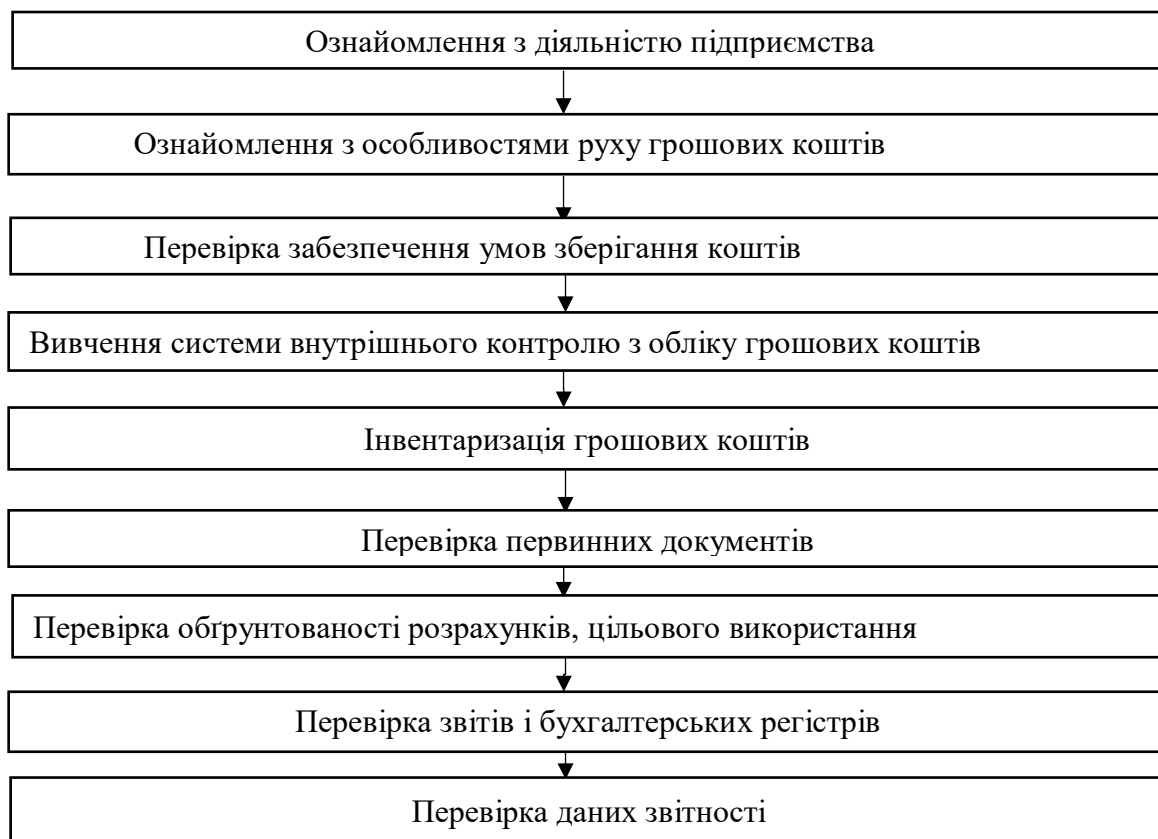 Ознайомлення з діяльністю підприємства
Ознайомлення з особливостями руху грошових коштів
Перевірка забезпечення умов зберігання коштів
Вивчення системи внутрішнього контролю з обліку грошових коштів
Інвентаризація грошових коштів
Перевірка первинних документів
Перевірка обґрунтованості розрахунків, цільового використання
Перевірка звітів і бухгалтерських регістрів
Перевірка даних звітності